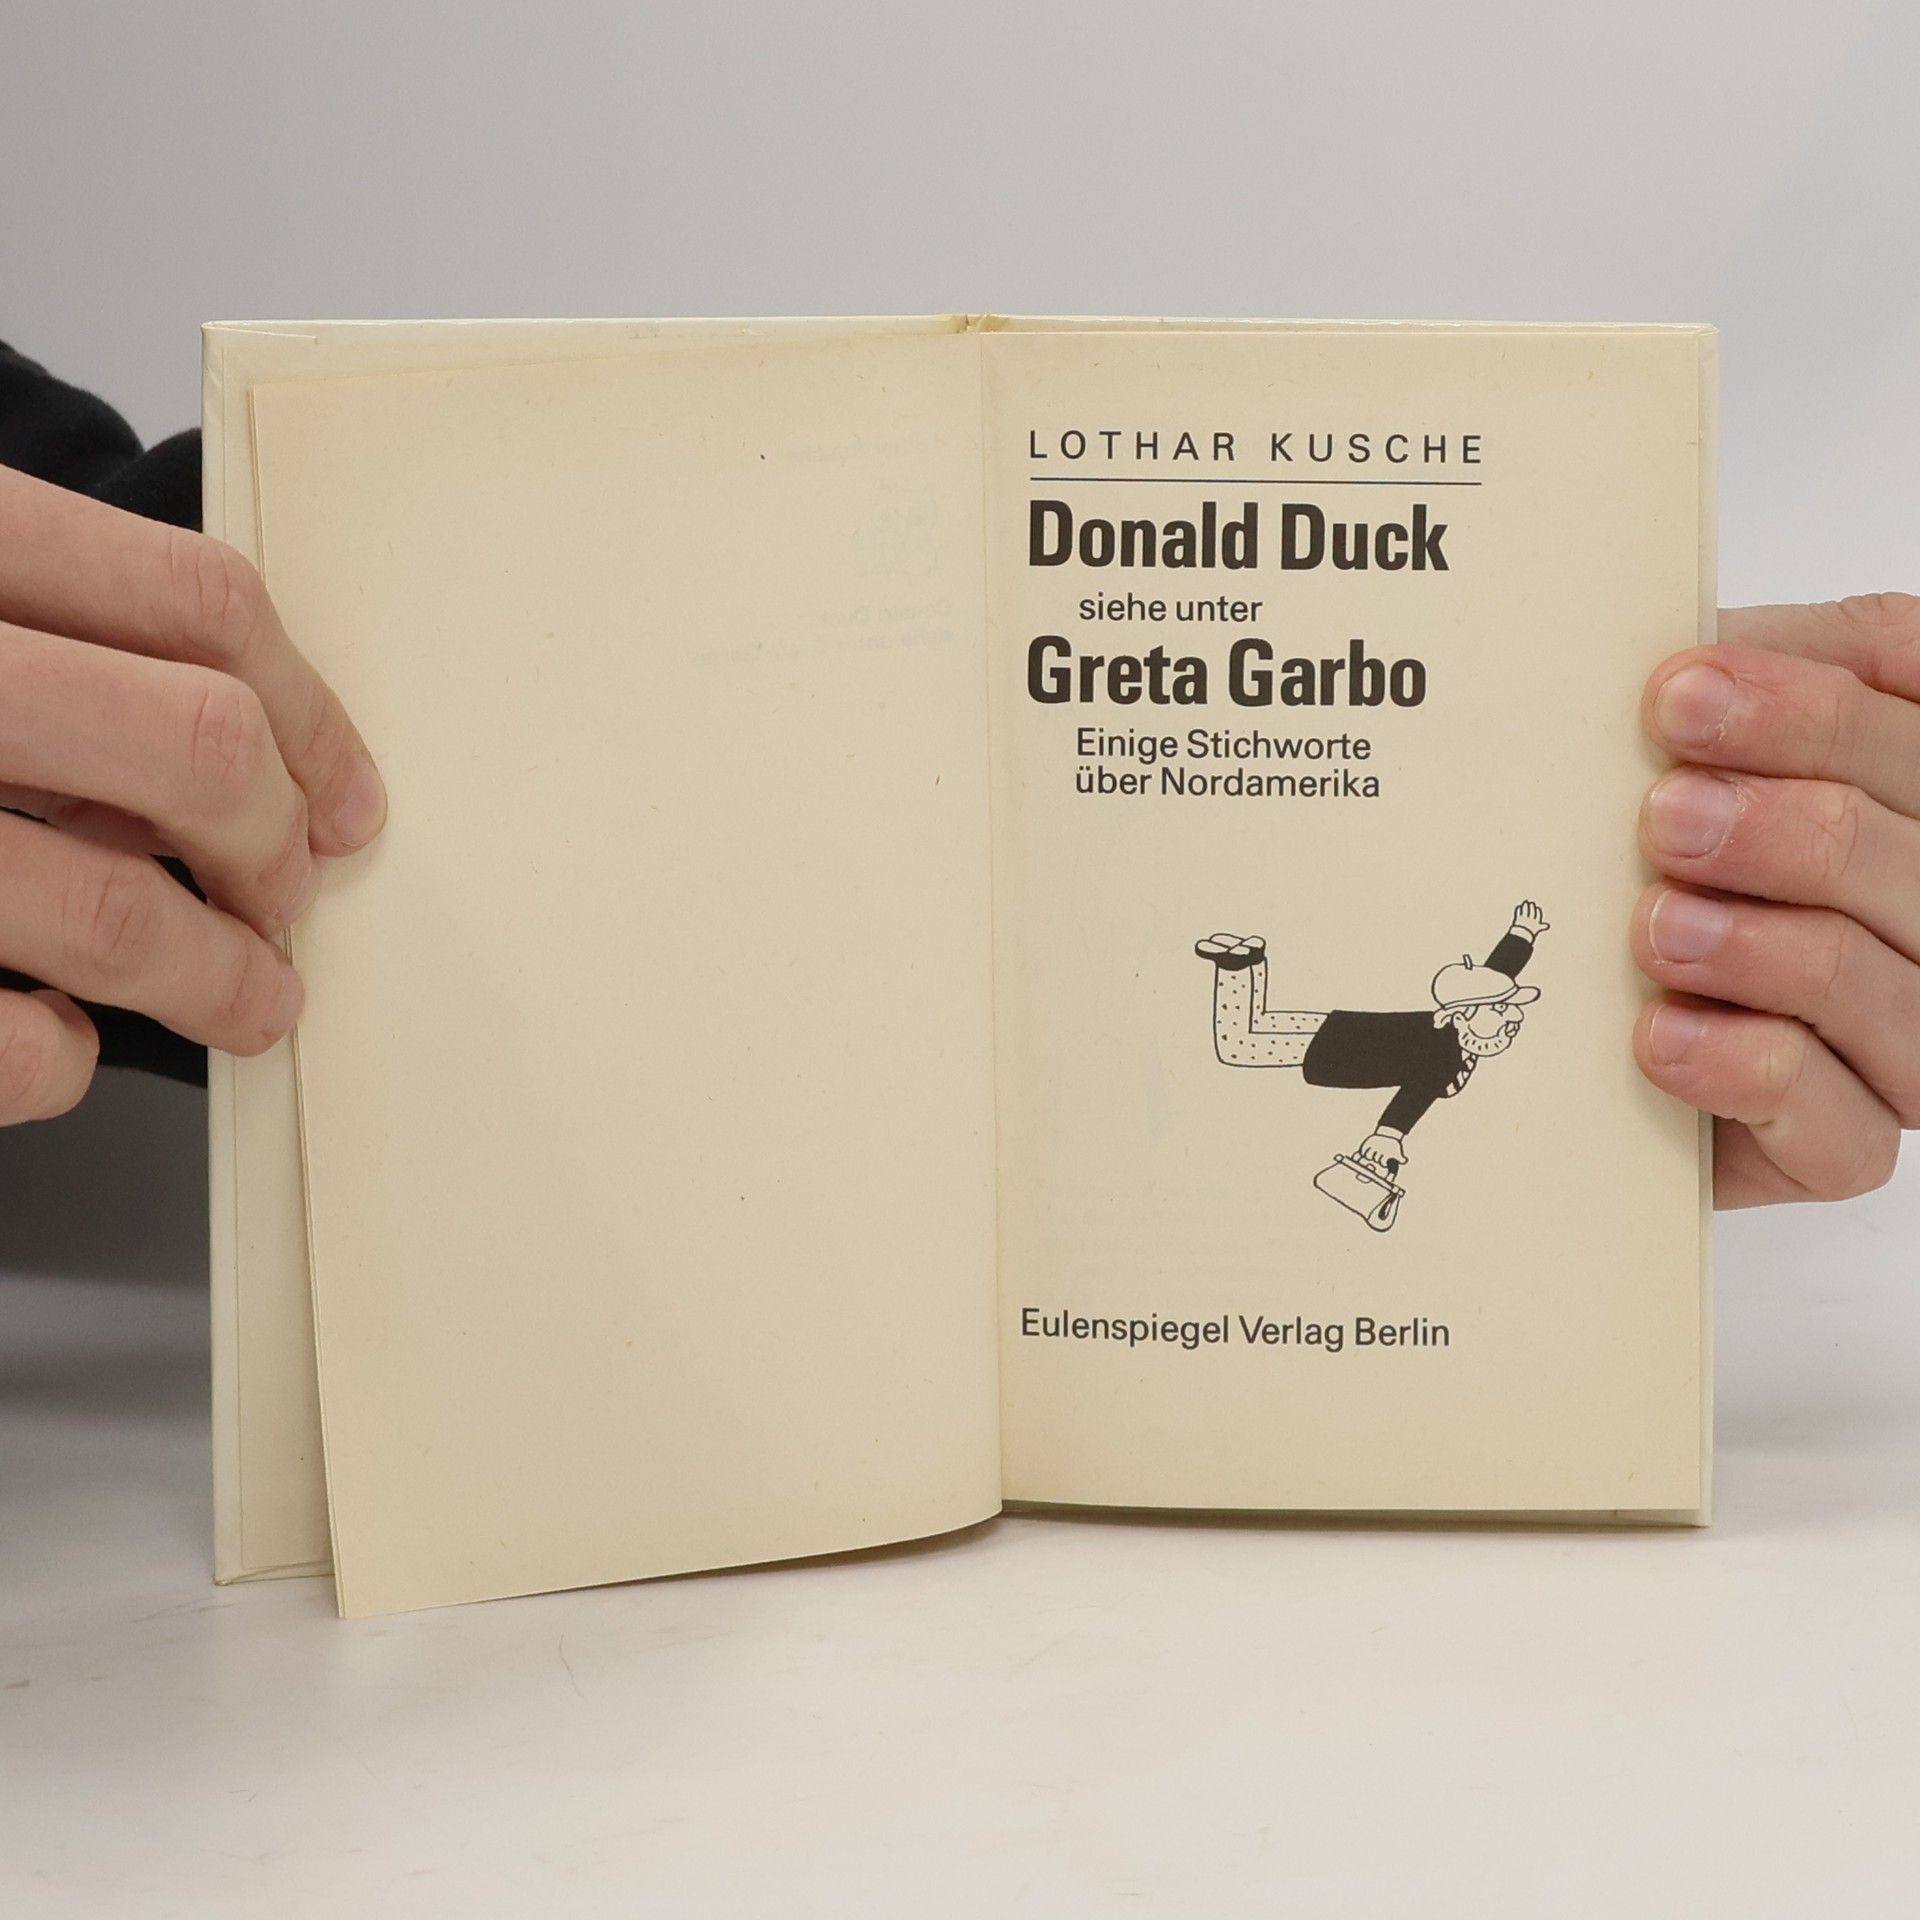 LOTHAR KUSCHE
Donald Duck
siehe unter
Greta Garbo
Einige Stichworte
über Nordamerika
Eulenspiegel Verlag Berlin